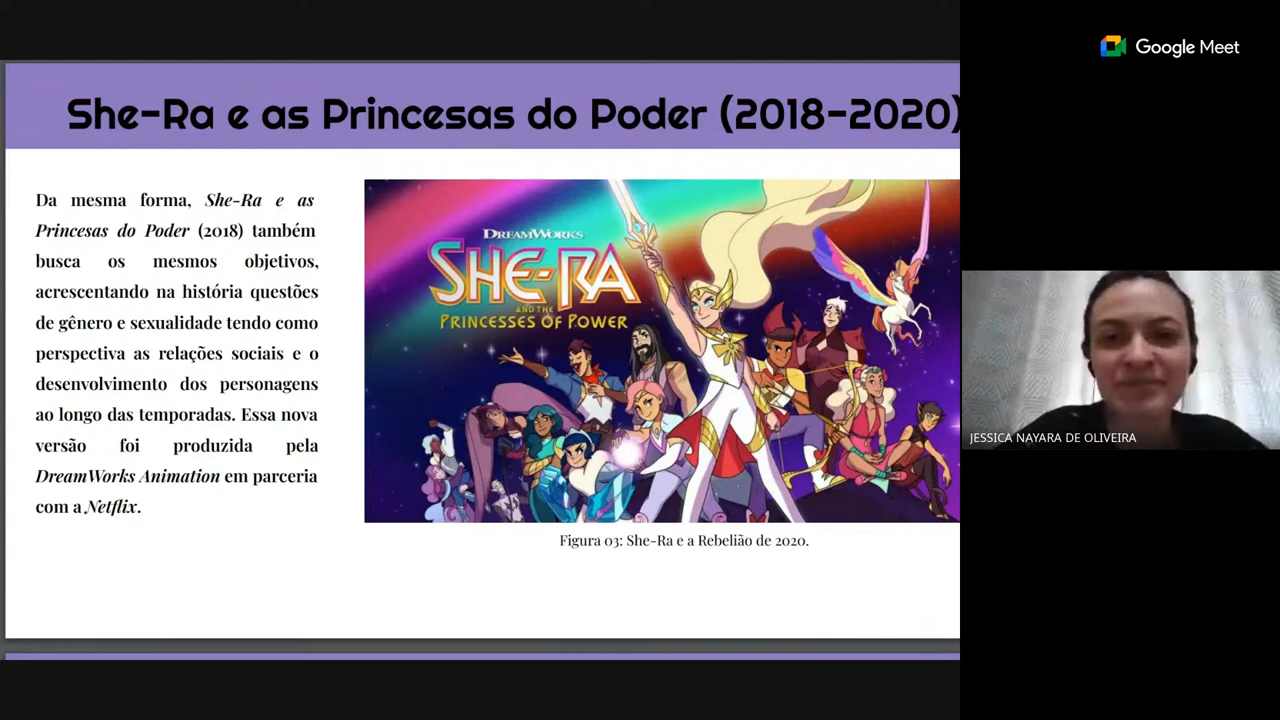 She-Ra e as Princesas do Poder (2018-2020)
Da mesma forma, She-Ra e as
Princesas do Poder (2018) também
busca os mesmos objetivos,
acrescentando na história questões
de gênero e sexualidade tendo como
perspectiva as relações sociais e o
desenvolvimento dos personagens
ao longo das temporadas. Essa nova
versão foi produzida pela
DreamWorks Animation em parceria
com a Netflix.
DREAMWORKS
SHE-RA
AND THE
PRINCESSES OF POWER
Figura 03: She-Ra e a Rebelião de 2020.
Google Meet
JESSICA NAYARA DE OLIVEIRA